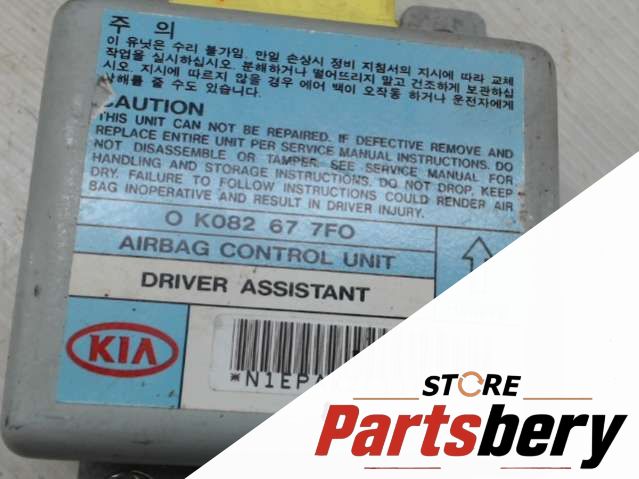 주 의
이 유닛은 수리 불가임. 만일 손상시 정비 지침서의 지시에 따라 교체
작업을 실시하십시오. 분해하거나 떨어뜨리지 말고 건조하게 보관하십
시오. 지시에 따르지 않을 경우 에어 백이 오작동 하거나 운전자에게
상해를 줄 수도 있습니다.
CAUTION
THIS UNIT CAN NOT BE REPAIRED. IF DEFECTIVE REMOVE AND
REPLACE ENTIRE UNIT PER SERVICE MANUAL INSTRUCTIONS. DO
NOT DISASSEMBLE OR TAMPER. SEE SERVICE MANUAL FOR
HANDLING AND STORAGE INSTRUCTIONS. DO NOT DROP, KEEP
DRY. FAILURE TO FOLLOW INSTRUCTIONS COULD RENDER AIR
BAG INOPERATIVE AND RESULT IN DRIVER INJURY.
O K082 67 7F0
AIRBAG CONTROL UNIT
DRIVER ASSISTANT
KIA
*N1EP
STORE
Partsbery